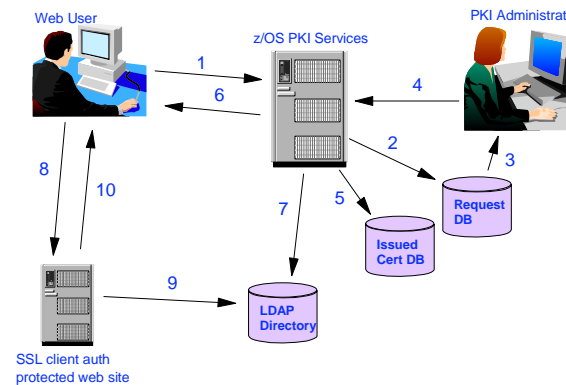 Web User
z/OS PKI Services
PKI Administrat
1
6
4
2
3
8
10
7
5
Request
DB
Issued
Cert DB
9
LDAP
Directory
SSL client auth
protected web site